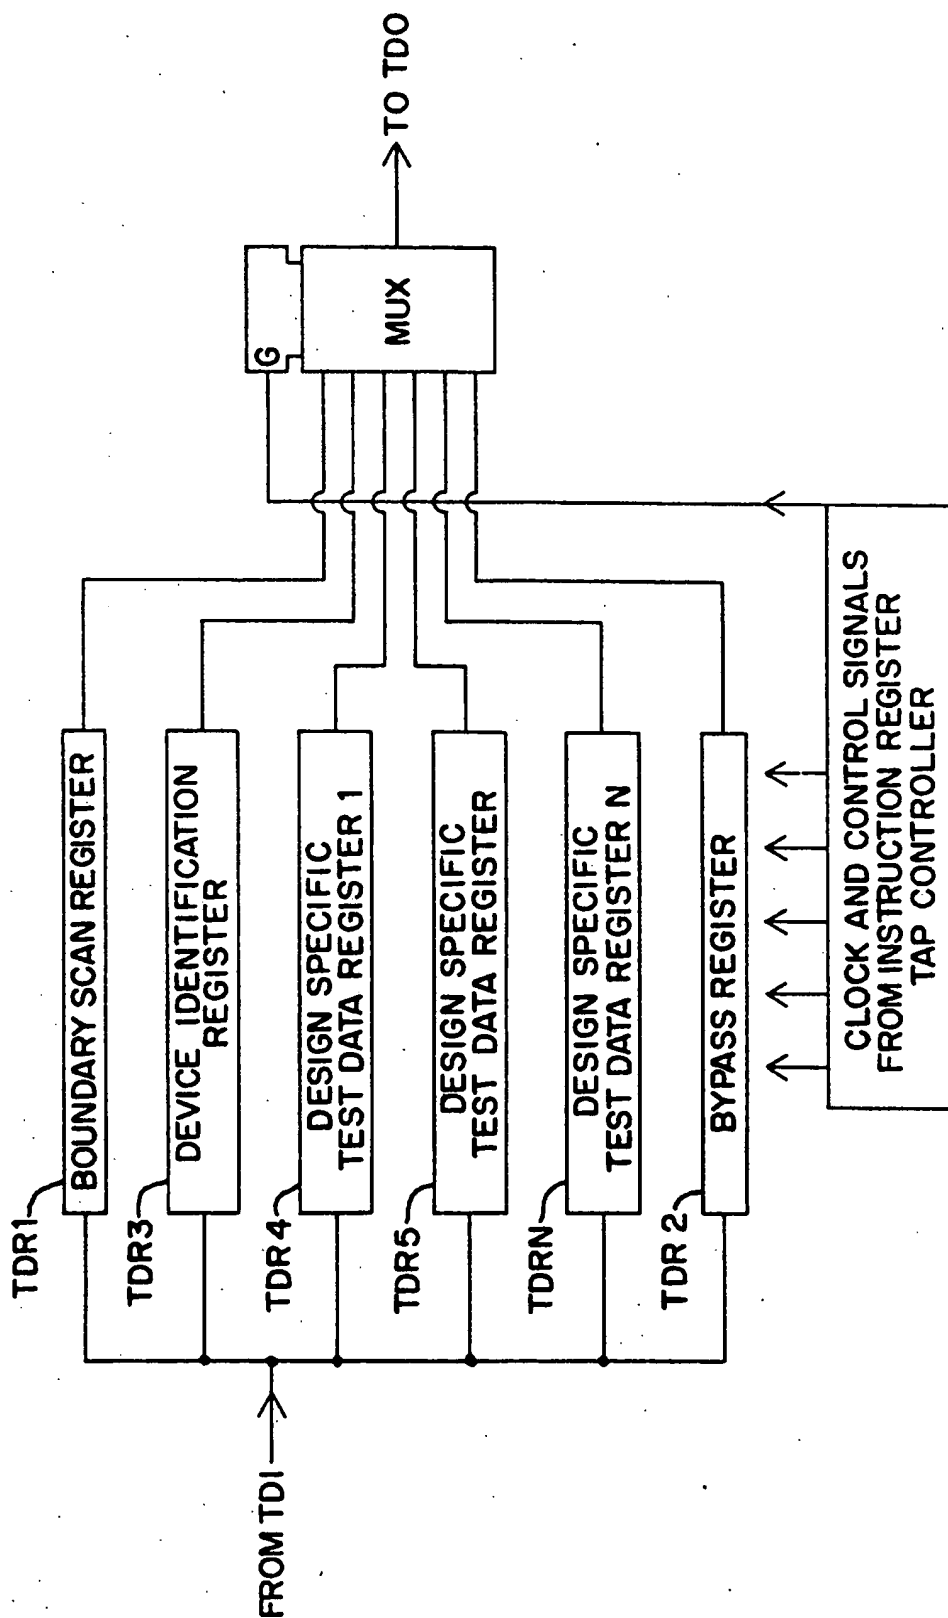 TDR1
BOUNDARY SCAN REGISTER
TDR3
DEVICE IDENTIFICATION
REGISTER
TDR4
DESIGN SPECIFIC
TEST DATA REGISTER 1
TDR5
DESIGN SPECIFIC
TEST DATA REGISTER
TDRN
DESIGN SPECIFIC
TEST DATA REGISTER N
TDR 2
BYPASS REGISTER
FROM TDI
G
MUX
TO TDO
CLOCK AND CONTROL SIGNALS
FROM INSTRUCTION REGISTER
TAP CONTROLLER